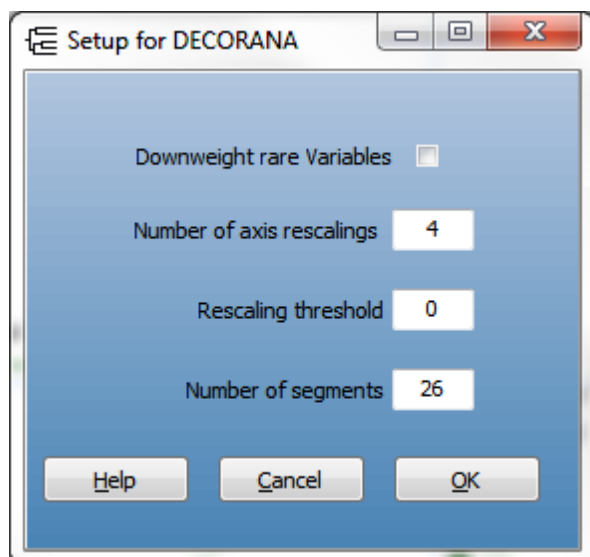 Setup for DECORANA
Downweight rare Variables
Number of axis rescalings 4
Rescaling threshold 0
Number of segments 26
Help Cancel OK